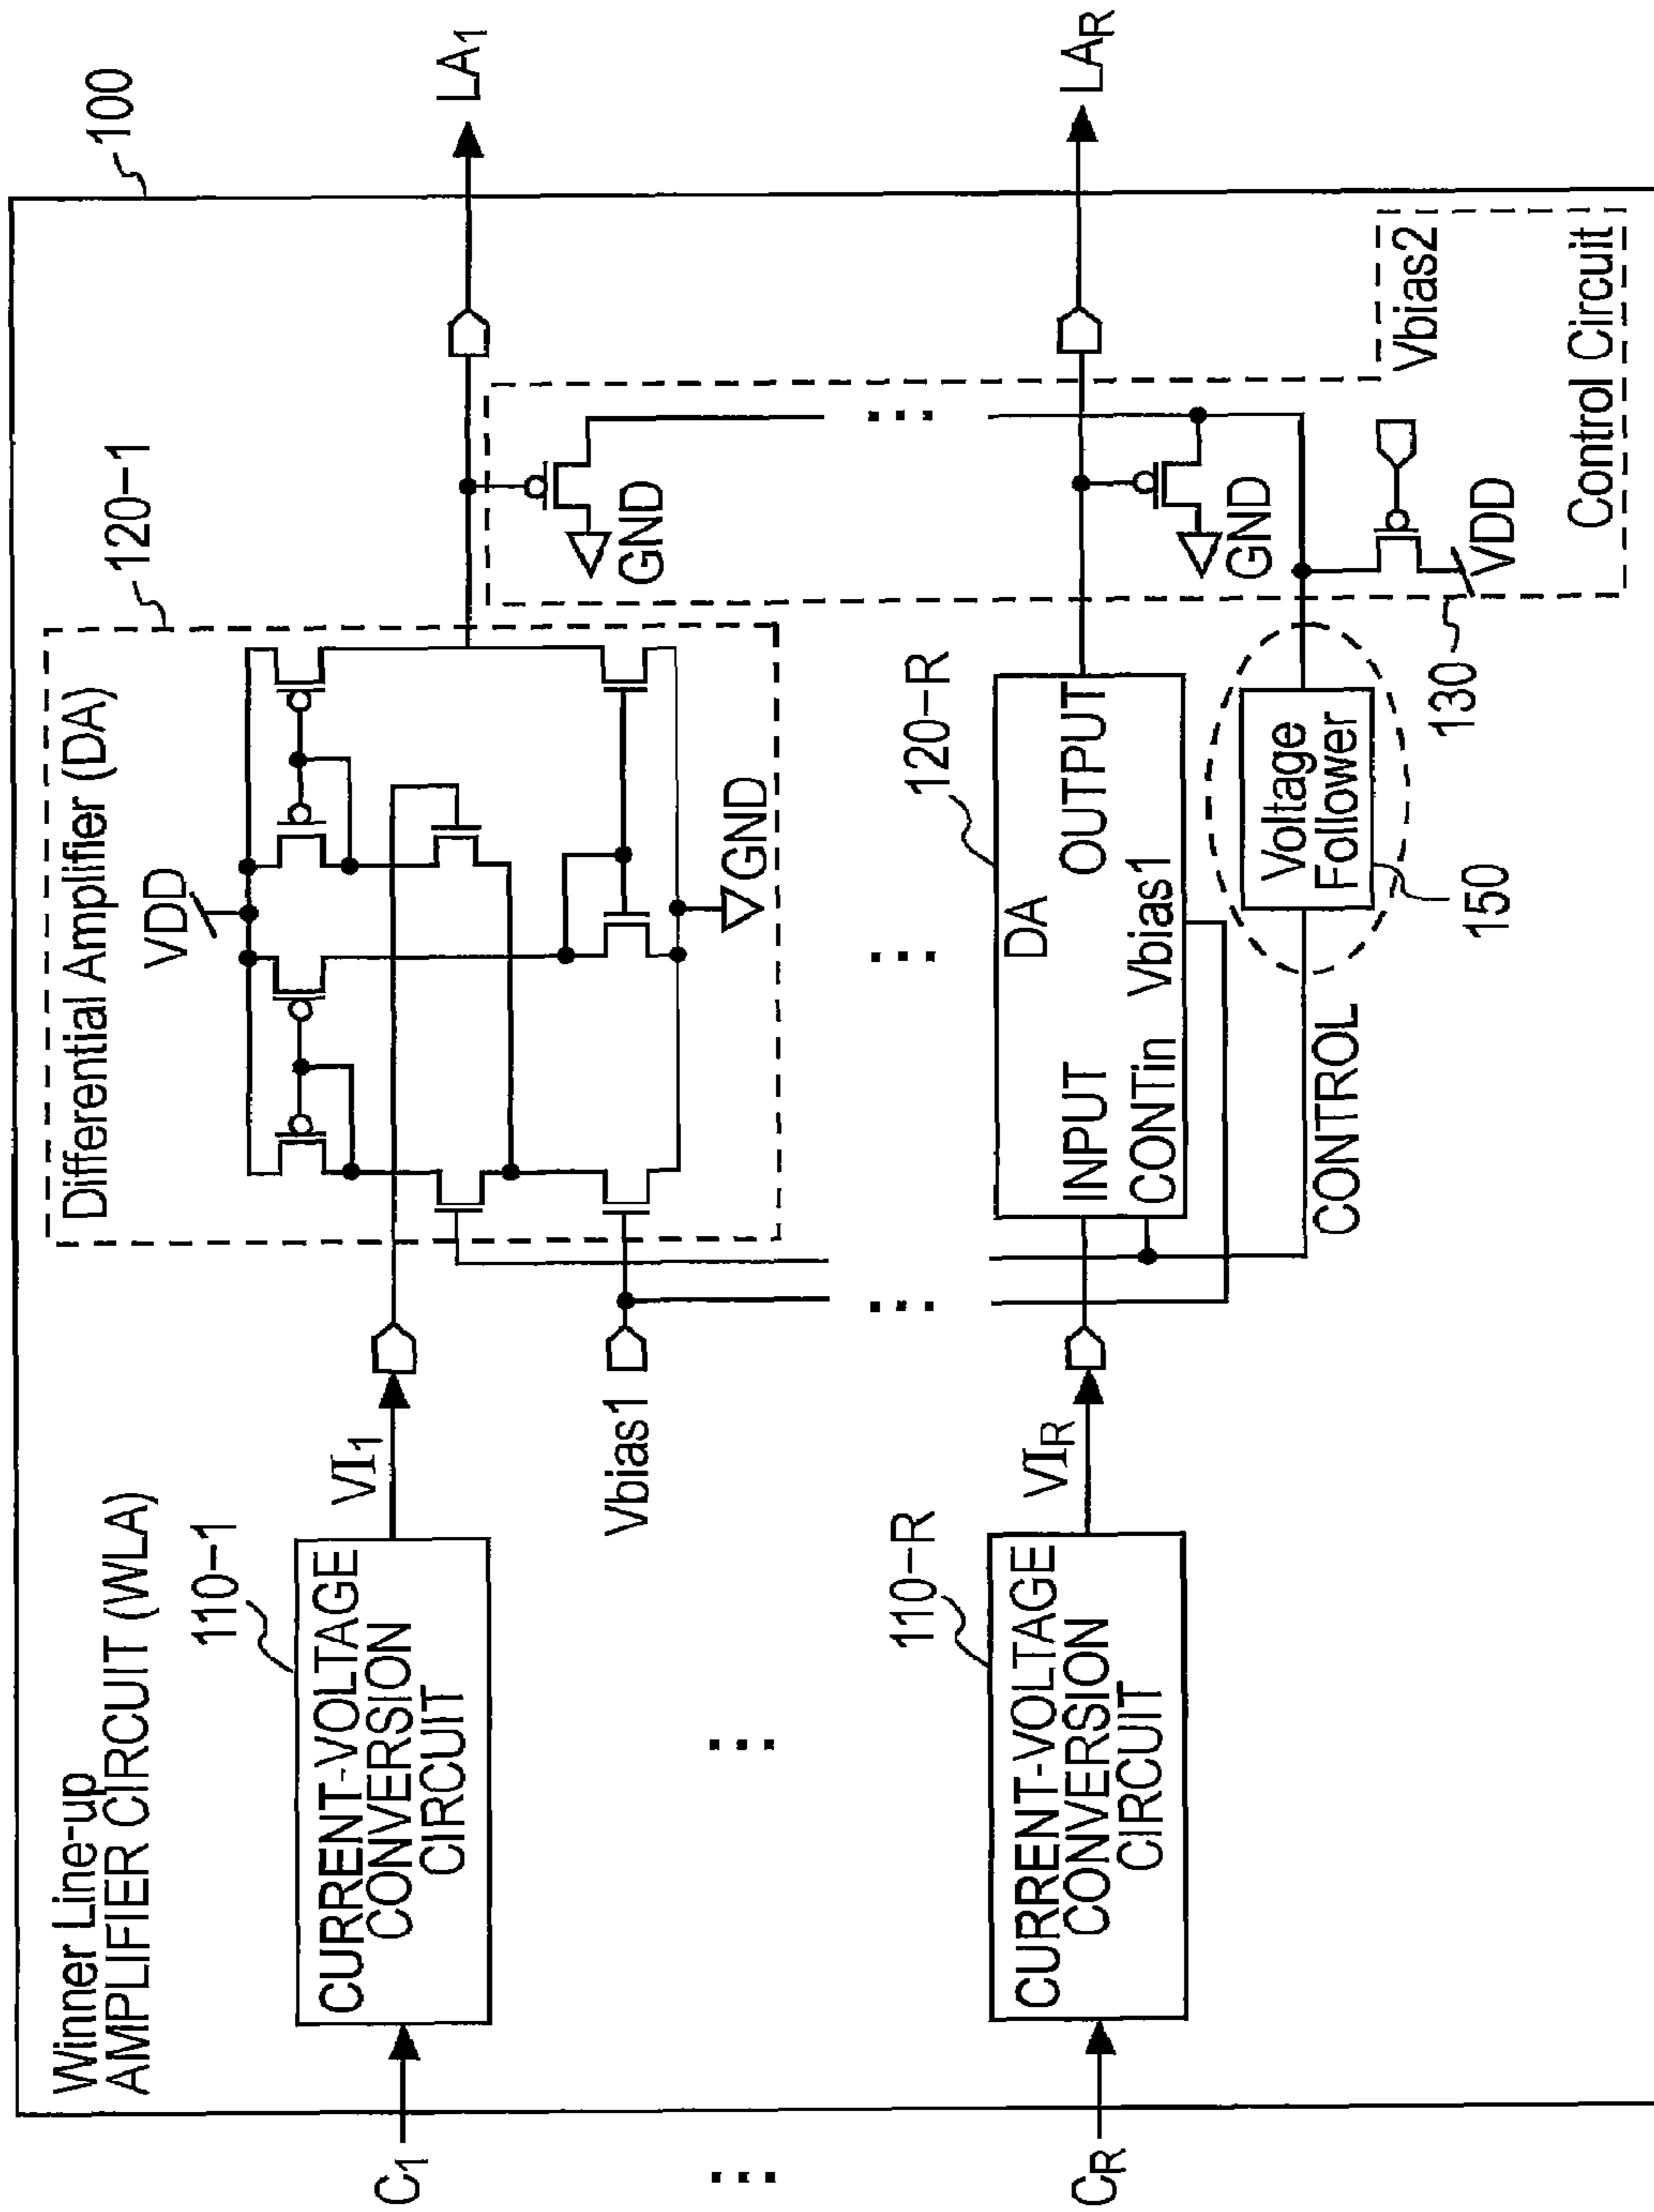 100
Winner Line-up
AMPLIFIER CIRCUIT (WLA)
Differential Amplifier (DA)
120-1
VDD
110-1
C1
CURRENT-VOLTAGE
CONVERSION
CIRCUIT
VI1
LA1
Vbias1
GND
GND
...
...
...
...
...
110-R
CR
CURRENT-VOLTAGE
CONVERSION
CIRCUIT
VIR
120-R
DA
INPUT
OUTPUT
CONTin
Vbias1
LAR
GND
CONTROL
Voltage
Follower
150
130
VDD
Vbias2
Control Circuit